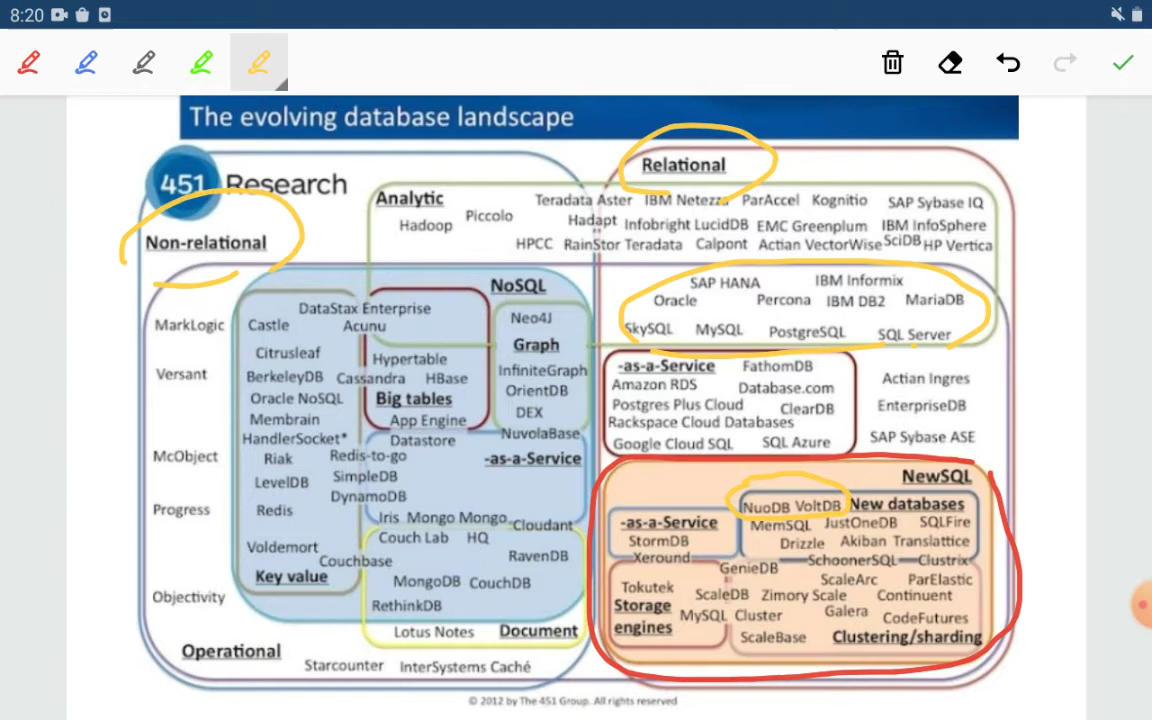 8:20
The evolving database landscape
451 Research
Relational
Analytic
Teradata Aster IBM Netezza ParAccel Kognitio SAP Sybase IQ
Hadoop Piccolo Hadapt Infobright LucidDB EMC Greenplum IBM InfoSphere
HPCC RainStor Teradata Calpont Actian VectorWise SciDB HP Vertica
Non-relational
NoSQL
SAP HANA IBM Informix
Oracle Percona IBM DB2 MariaDB
SkySQL MySQL PostgreSQL SQL Server
DataStax Enterprise
MarkLogic Castle Acunu Neo4J
Graph
Citrusleaf Hypertable
Versant BerkeleyDB Cassandra HBase InfiniteGraph
Oracle NoSQL Big tables OrientDB
Membrain App Engine DEX
HandlerSocket* Datastore NuvolaBase
McObject Riak Redis-to-go -as-a-Service
LevelDB SimpleDB
DynamoDB
Progress Redis Iris Mongo Mongo Cloudant
Couch Lab HQ
Voldemort Couchbase RavenDB
Key value MongoDB CouchDB
Objectivity RethinkDB
Lotus Notes Document
Operational
Starcounter InterSystems Caché
-as-a-Service FathomDB
Amazon RDS Database.com Actian Ingres
Postgres Plus Cloud ClearDB EnterpriseDB
Rackspace Cloud Databases
Google Cloud SQL SQL Azure SAP Sybase ASE
NewSQL
NuoDB VoltDB New databases
-as-a-Service MemSQL JustOneDB SQLFire
StormDB Drizzle Akiban Translattice
Xeround GenieDB SchoonerSQL Clustrix
Tokutek ScaleArc ParElastic
ScaleDB Zimory Scale Continuent
Storage MySQL Cluster Galera CodeFutures
engines ScaleBase Clustering/sharding
© 2012 by The 451 Group. All rights reserved